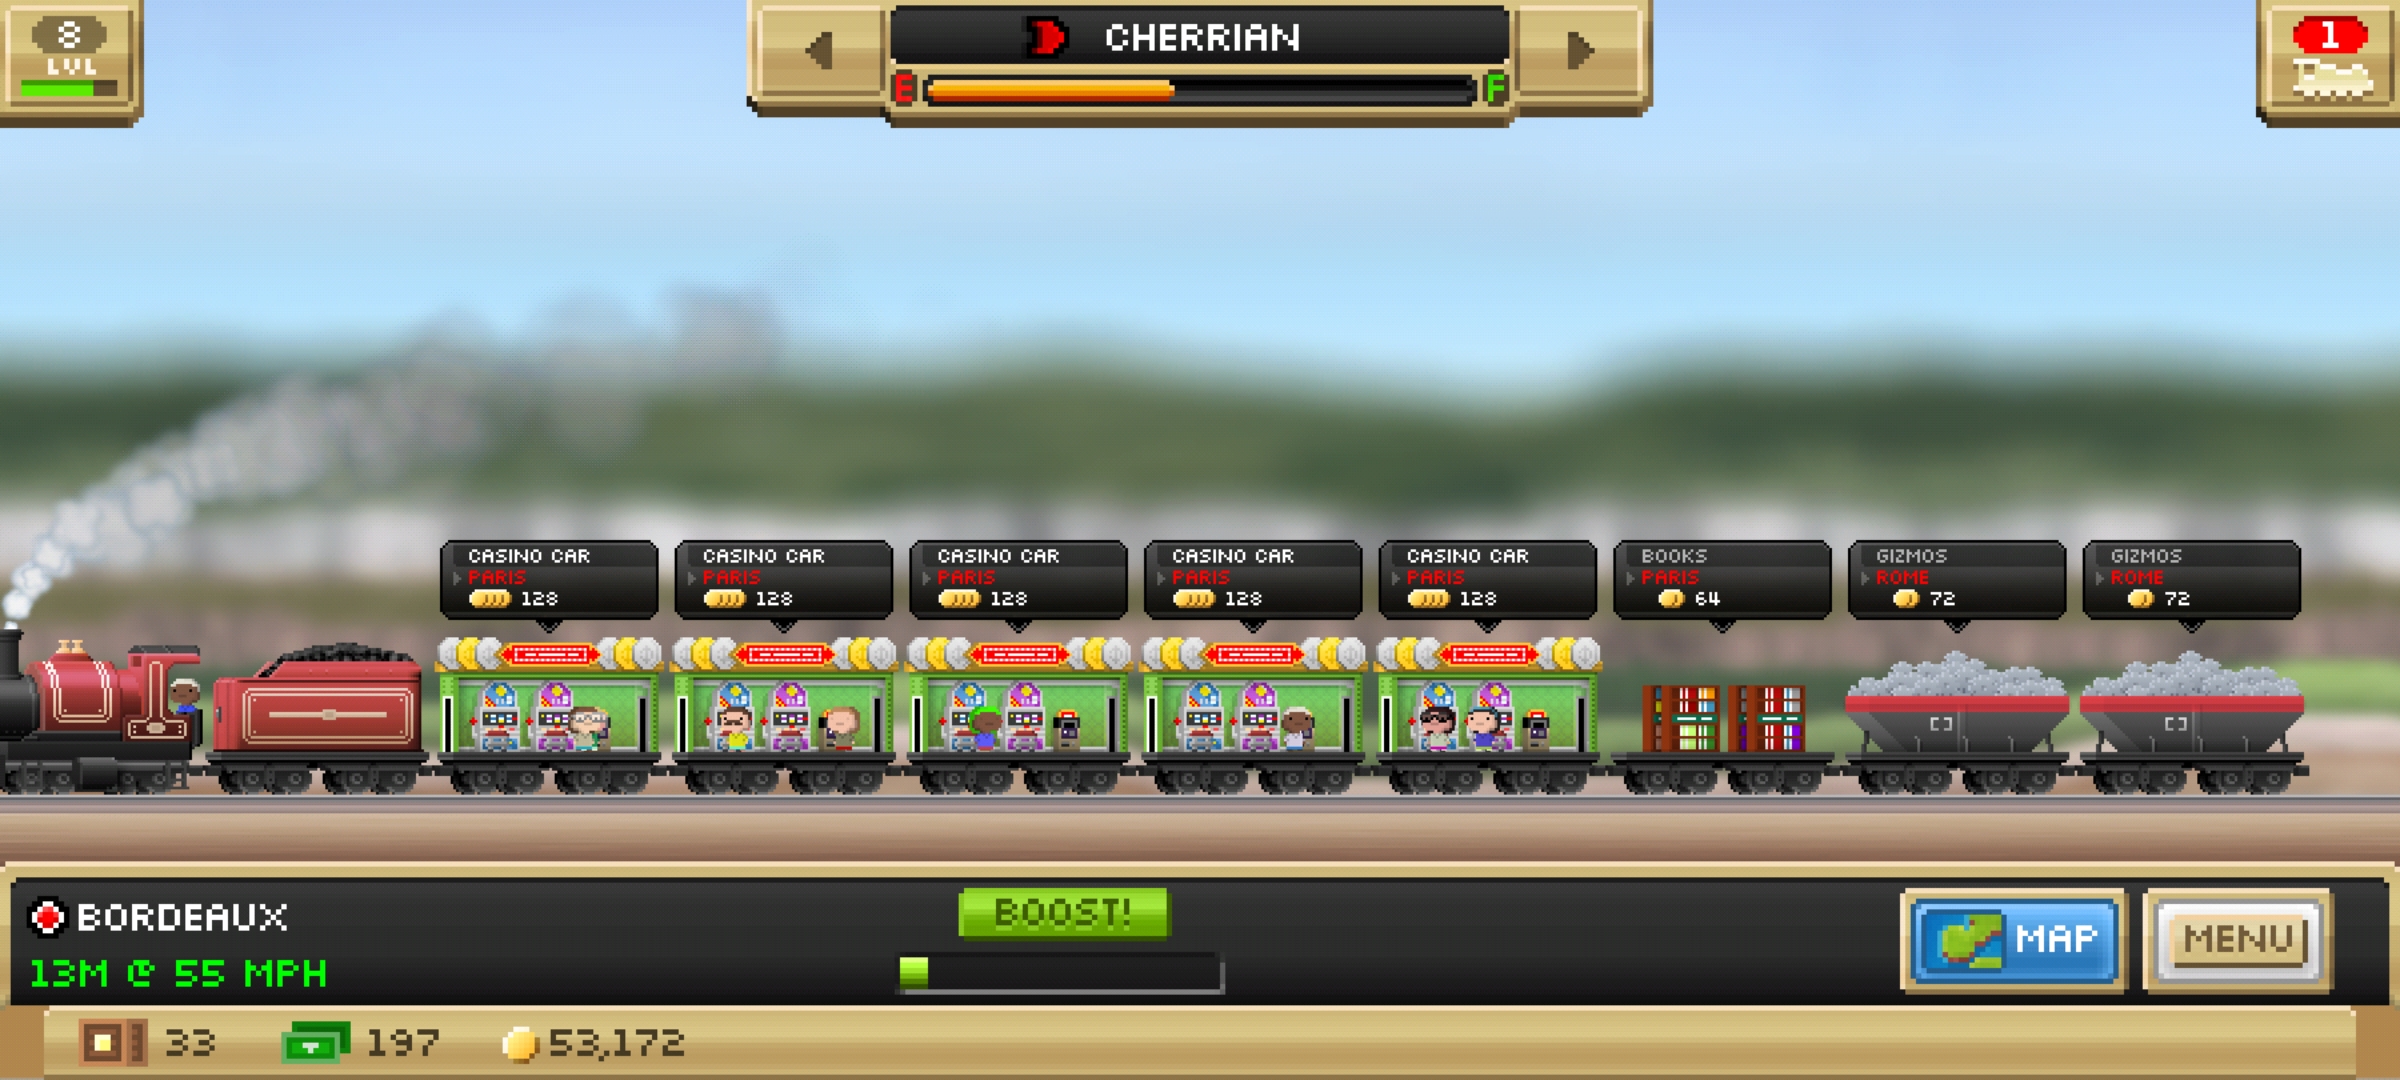 8
LVL
CHERRIAN
E F
1
CASINO CAR
PARIS
128
CASINO CAR
PARIS
128
CASINO CAR
PARIS
128
CASINO CAR
PARIS
128
CASINO CAR
PARIS
128
BOOKS
PARIS
64
GIZMOS
ROME
72
GIZMOS
ROME
72
BORDEAUX
13M @ 55 MPH
BOOST!
MAP
MENU
33
197
53,172